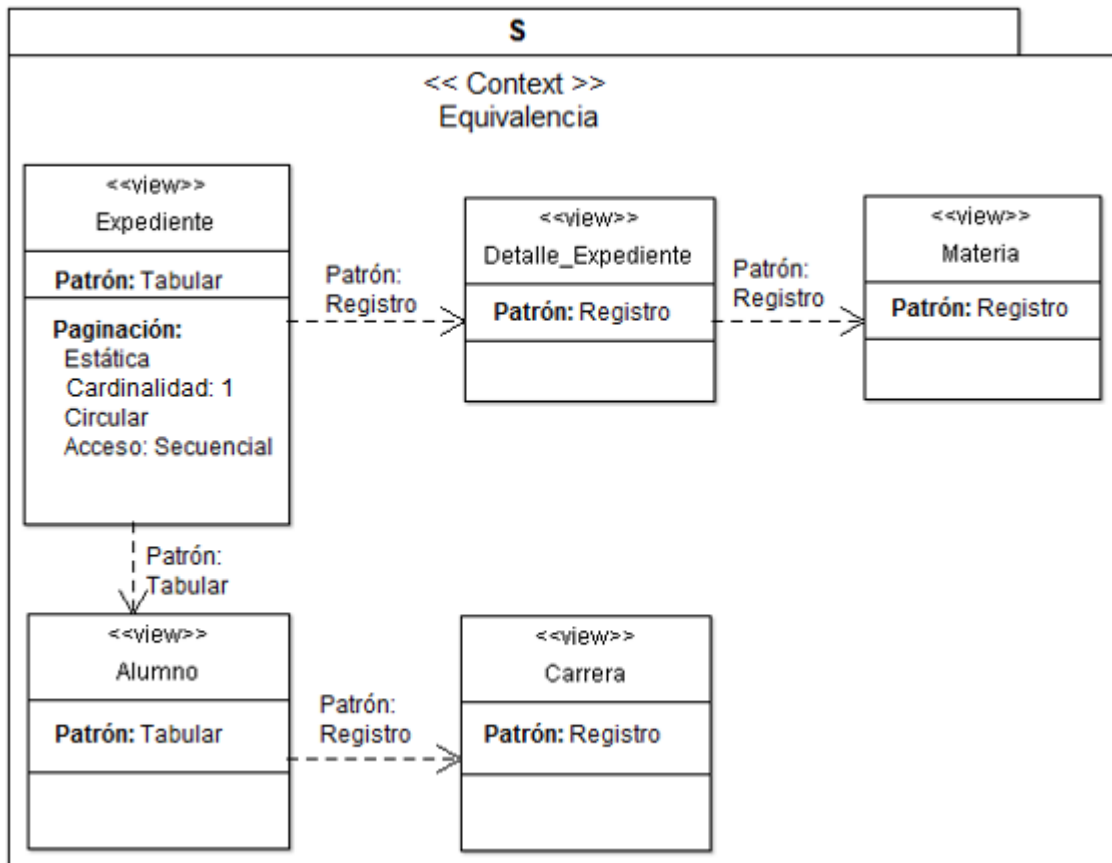 S
<< Context >>
Equivalencia
<<view>>
Expediente
Patrón: Tabular
Paginación:
Estática
Cardinalidad: 1
Circular
Acceso: Secuencial
Patrón:
Registro
<<view>>
Detalle_Expediente
Patrón: Registro
Patrón:
Registro
<<view>>
Materia
Patrón: Registro
Patrón:
Tabular
<<view>>
Alumno
Patrón: Tabular
Patrón:
Registro
<<view>>
Carrera
Patrón: Registro